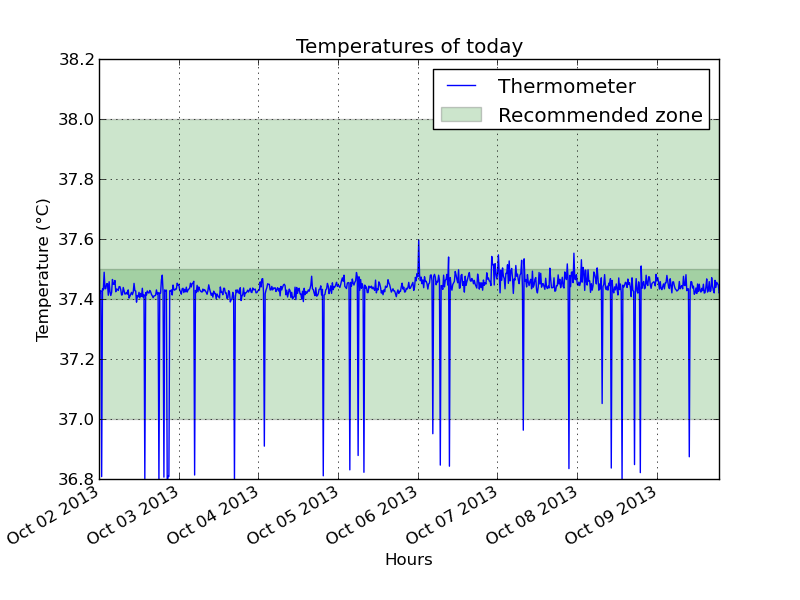 Temperatures of today
38.2
38.0
37.8
37.6
37.4
37.2
37.0
36.8
Temperature (°C)
Thermometer
Recommended zone
Oct 02 2013
Oct 03 2013
Oct 04 2013
Oct 05 2013
Oct 06 2013
Oct 07 2013
Oct 08 2013
Oct 09 2013
Hours